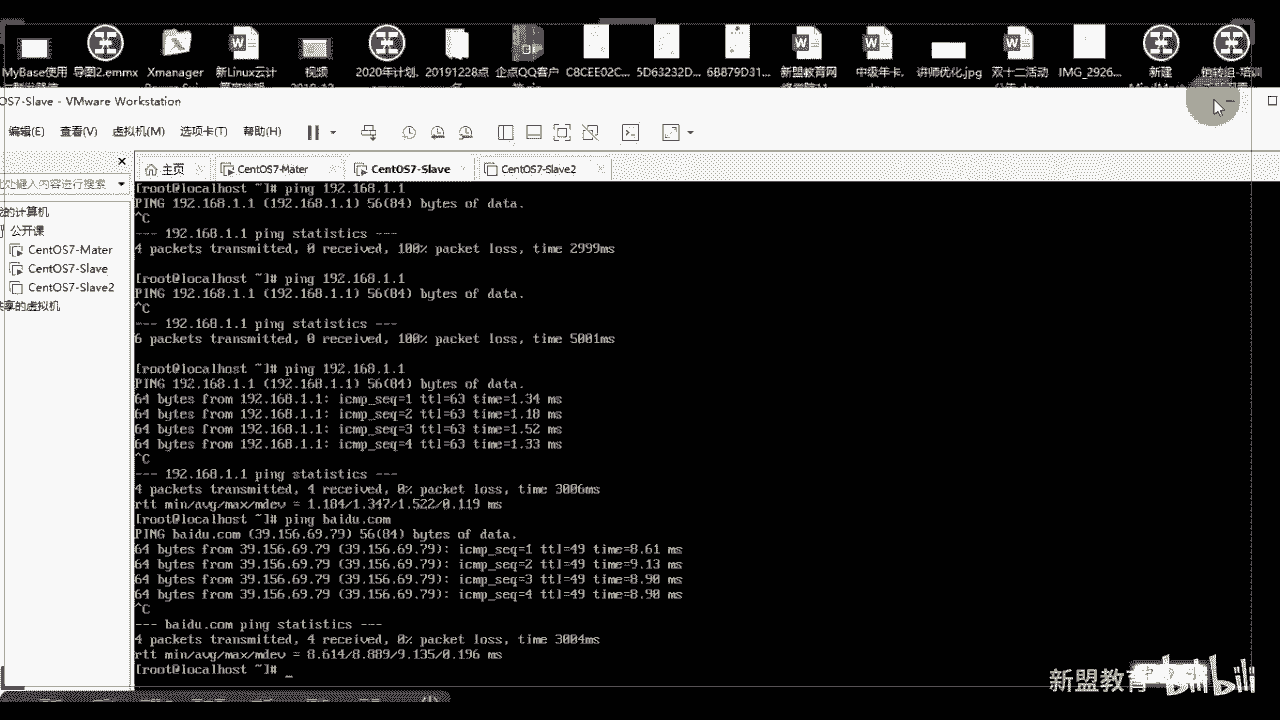 MyBase使用
导图2.emmx
Xmanager
新Linux云计
视频
2020年计划.
20191228点
企点QQ客户
C8CEE02C...
5D63232D...
6B879D31...
新盟教育网
中级年卡.
讲师优化.jpg
双十二活动
IMG_2926...
新建
销转组-培训
OS7-Slave - VMware Workstation
编辑(E) 查看(V) 虚拟机(M) 选项卡(T) 帮助(H)
主页 CentOS7-Mater CentOS7-Slave CentOS7-Slave2
处键入内容进行搜索
的计算机
公开课
CentOS7-Mater
CentOS7-Slave
CentOS7-Slave2
享的虚拟机
[root@localhost ~]# ping 192.168.1.1
PING 192.168.1.1 (192.168.1.1) 56(84) bytes of data.
^C
--- 192.168.1.1 ping statistics ---
4 packets transmitted, 0 received, 100% packet loss, time 2999ms
[root@localhost ~]# ping 192.168.1.1
PING 192.168.1.1 (192.168.1.1) 56(84) bytes of data.
^C
--- 192.168.1.1 ping statistics ---
6 packets transmitted, 0 received, 100% packet loss, time 5001ms
[root@localhost ~]# ping 192.168.1.1
PING 192.168.1.1 (192.168.1.1) 56(84) bytes of data.
64 bytes from 192.168.1.1: icmp_seq=1 ttl=63 time=1.34 ms
64 bytes from 192.168.1.1: icmp_seq=2 ttl=63 time=1.18 ms
64 bytes from 192.168.1.1: icmp_seq=3 ttl=63 time=1.52 ms
64 bytes from 192.168.1.1: icmp_seq=4 ttl=63 time=1.33 ms
^C
--- 192.168.1.1 ping statistics ---
4 packets transmitted, 4 received, 0% packet loss, time 3006ms
rtt min/avg/max/mdev = 1.184/1.347/1.522/0.119 ms
[root@localhost ~]# ping baidu.com
PING baidu.com (39.156.69.79) 56(84) bytes of data.
64 bytes from 39.156.69.79 (39.156.69.79): icmp_seq=1 ttl=49 time=8.61 ms
64 bytes from 39.156.69.79 (39.156.69.79): icmp_seq=2 ttl=49 time=9.13 ms
64 bytes from 39.156.69.79 (39.156.69.79): icmp_seq=3 ttl=49 time=8.90 ms
64 bytes from 39.156.69.79 (39.156.69.79): icmp_seq=4 ttl=49 time=8.90 ms
^C
--- baidu.com ping statistics ---
4 packets transmitted, 4 received, 0% packet loss, time 3004ms
rtt min/avg/max/mdev = 8.614/8.889/9.135/0.196 ms
[root@localhost ~]# _
新盟教育 bilibili